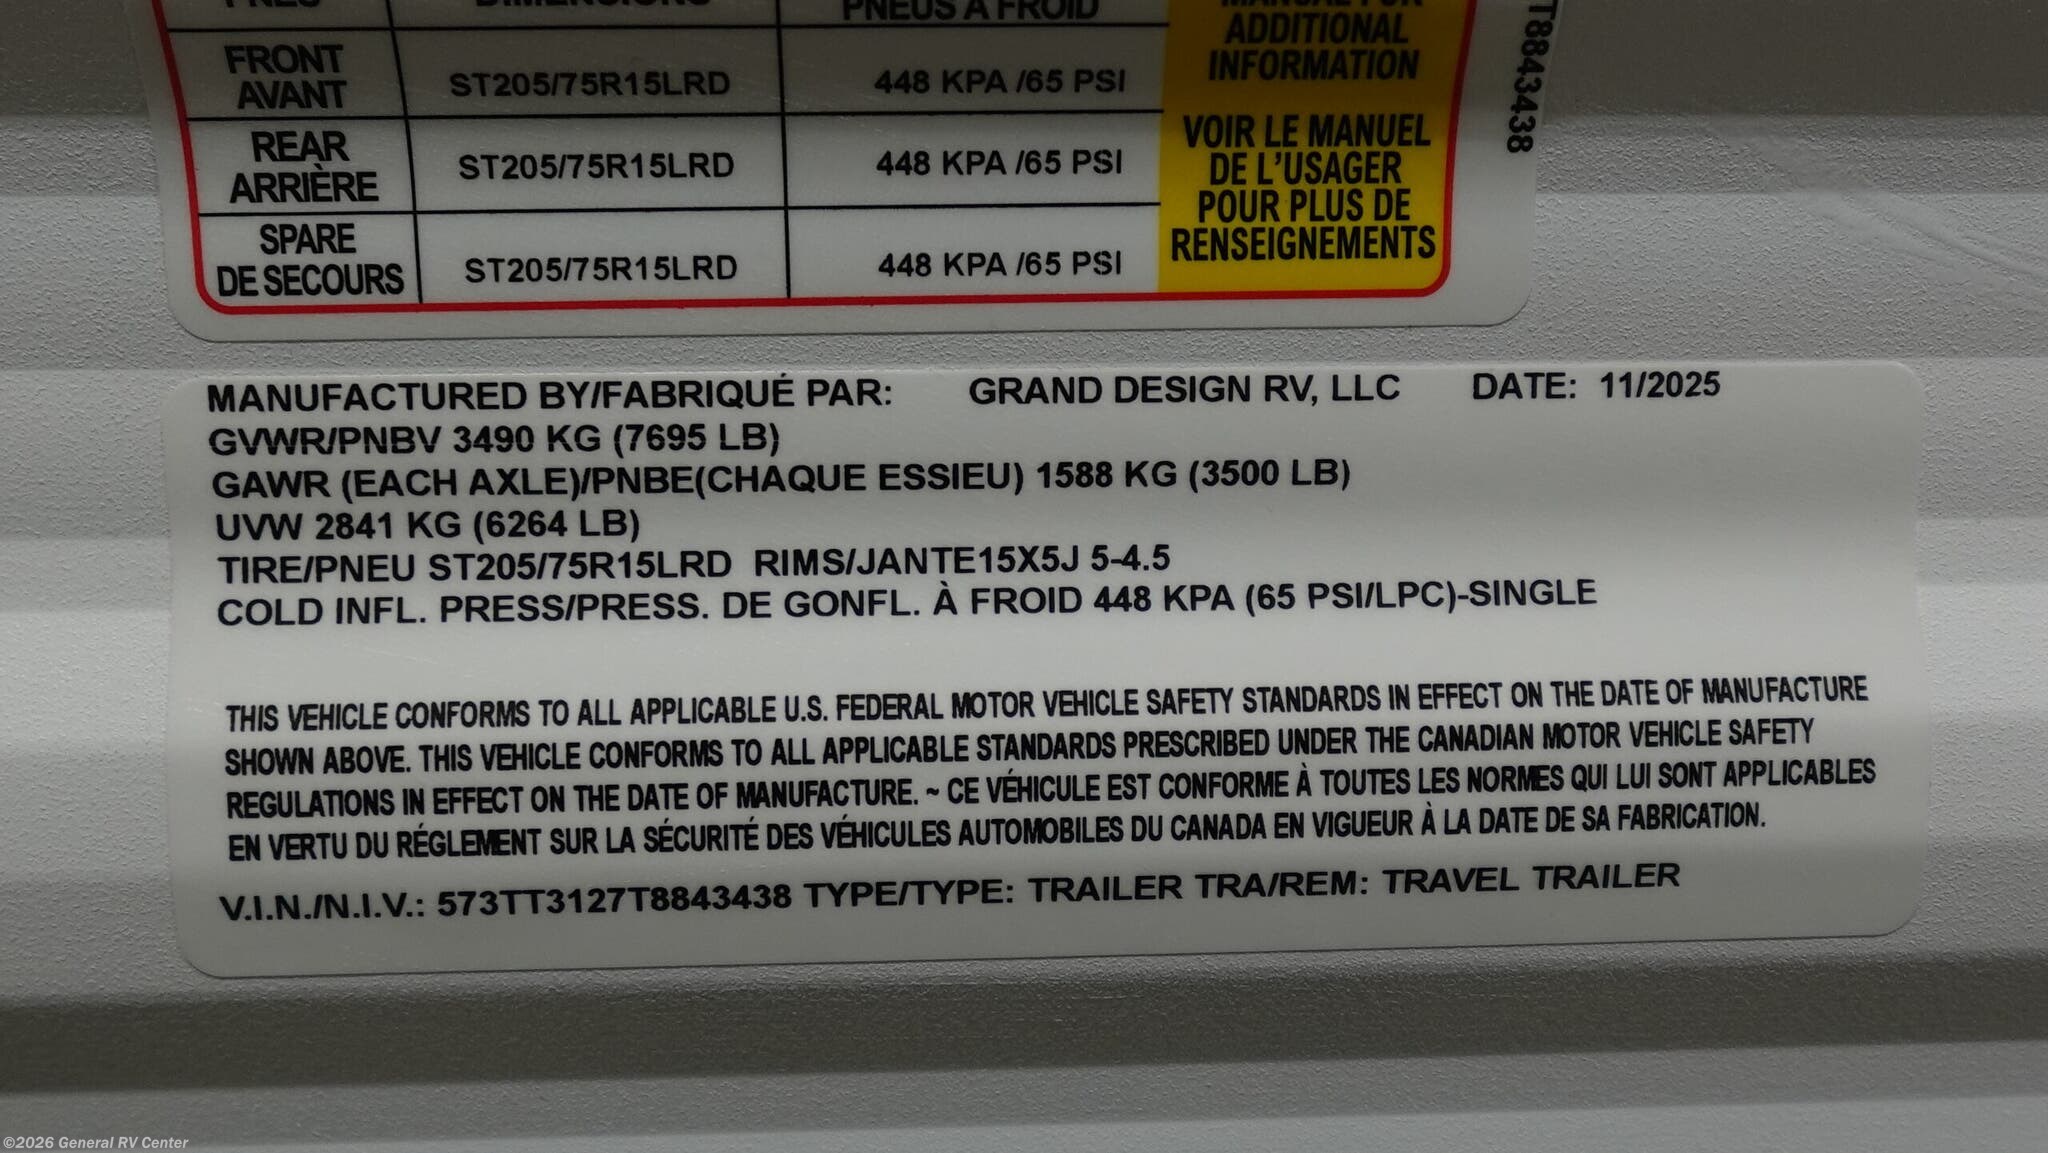 PNEU DIMENSIONS PNEUS À FROID
MANUAL FOR
ADDITIONAL
INFORMATION
FRONT
AVANT ST205/75R15LRD 448 KPA /65 PSI
REAR
ARRIÈRE ST205/75R15LRD 448 KPA /65 PSI
SPARE
DE SECOURS ST205/75R15LRD 448 KPA /65 PSI
VOIR LE MANUEL
DE L'USAGER
POUR PLUS DE
RENSEIGNEMENTS
T8843438
MANUFACTURED BY/FABRIQUÉ PAR: GRAND DESIGN RV, LLC DATE: 11/2025
GVWR/PNBV 3490 KG (7695 LB)
GAWR (EACH AXLE)/PNBE(CHAQUE ESSIEU) 1588 KG (3500 LB)
UVW 2841 KG (6264 LB)
TIRE/PNEU ST205/75R15LRD RIMS/JANTE15X5J 5-4.5
COLD INFL. PRESS/PRESS. DE GONFL. À FROID 448 KPA (65 PSI/LPC)-SINGLE
THIS VEHICLE CONFORMS TO ALL APPLICABLE U.S. FEDERAL MOTOR VEHICLE SAFETY STANDARDS IN EFFECT ON THE DATE OF MANUFACTURE
SHOWN ABOVE. THIS VEHICLE CONFORMS TO ALL APPLICABLE STANDARDS PRESCRIBED UNDER THE CANADIAN MOTOR VEHICLE SAFETY
REGULATIONS IN EFFECT ON THE DATE OF MANUFACTURE. ~ CE VÉHICULE EST CONFORME À TOUTES LES NORMES QUI LUI SONT APPLICABLES
EN VERTU DU RÉGLEMENT SUR LA SÉCURITÉ DES VÉHICULES AUTOMOBILES DU CANADA EN VIGUEUR À LA DATE DE SA FABRICATION.
V.I.N./N.I.V.: 573TT3127T8843438 TYPE/TYPE: TRAILER TRA/REM: TRAVEL TRAILER
©2026 General RV Center